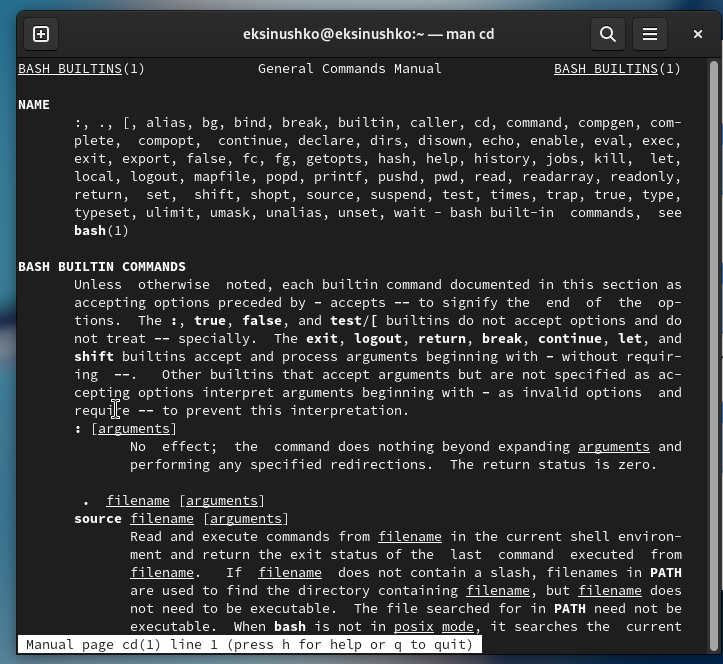 eksinushko@eksinushko:~ — man cd
BASH BUILTINS(1) General Commands Manual BASH BUILTINS(1)
NAME
:, ., [, alias, bg, bind, break, builtin, caller, cd, command, compgen, com‐
plete, compopt, continue, declare, dirs, disown, echo, enable, eval, exec,
exit, export, false, fc, fg, getopts, hash, help, history, jobs, kill, let,
local, logout, mapfile, popd, printf, pushd, pwd, read, readarray, readonly,
return, set, shift, shopt, source, suspend, test, times, trap, true, type,
typeset, ulimit, umask, unalias, unset, wait - bash built-in commands, see
bash(1)
BASH BUILTIN COMMANDS
Unless otherwise noted, each builtin command documented in this section as
accepting options preceded by - accepts -- to signify the end of the op‐
tions. The :, true, false, and test/[ builtins do not accept options and do
not treat -- specially. The exit, logout, return, break, continue, let, and
shift builtins accept and process arguments beginning with - without requir‐
ing --. Other builtins that accept arguments but are not specified as ac‐
cepting options interpret arguments beginning with - as invalid options and
require -- to prevent this interpretation.
: [arguments]
No effect; the command does nothing beyond expanding arguments and
performing any specified redirections. The return status is zero.
. filename [arguments]
source filename [arguments]
Read and execute commands from filename in the current shell environ‐
ment and return the exit status of the last command executed from
filename. If filename does not contain a slash, filenames in PATH
are used to find the directory containing filename, but filename does
not need to be executable. The file searched for in PATH need not be
executable. When bash is not in posix mode, it searches the current
Manual page cd(1) line 1 (press h for help or q to quit)